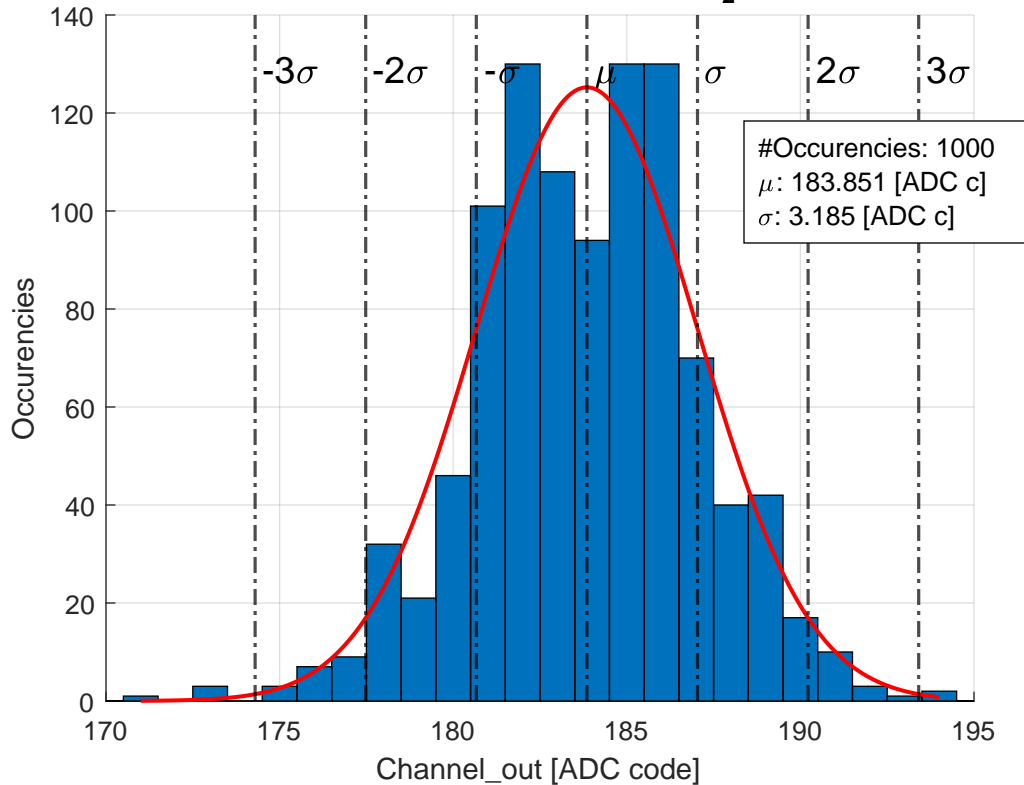 140
120
100
80
60
40
20
0
Occurencies
-3σ -2σ -σ μ σ 2σ 3σ
#Occurencies: 1000
μ: 183.851 [ADC c]
σ: 3.185 [ADC c]
170 175 180 185 190 195
Channel_out [ADC code]